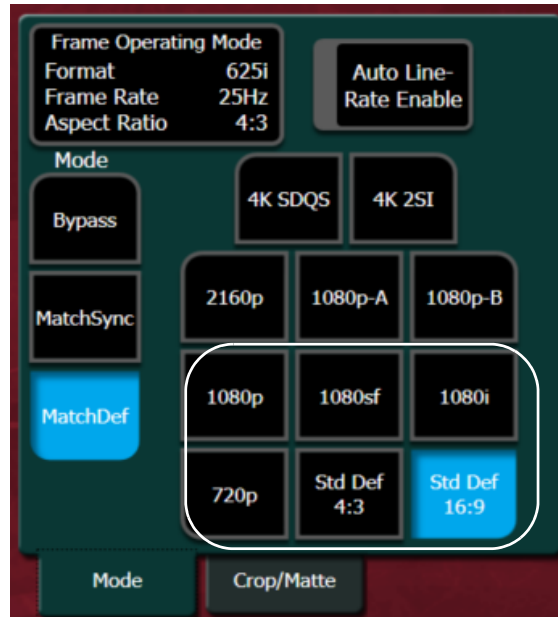 Frame Operating Mode
Format 625i
Frame Rate 25Hz
Aspect Ratio 4:3
Auto Line-
Rate Enable
Mode
Bypass
MatchSync
MatchDef
4K SDQS
4K 2SI
2160p
1080p-A
1080p-B
1080p
1080sf
1080i
720p
Std Def
4:3
Std Def
16:9
Mode
Crop/Matte